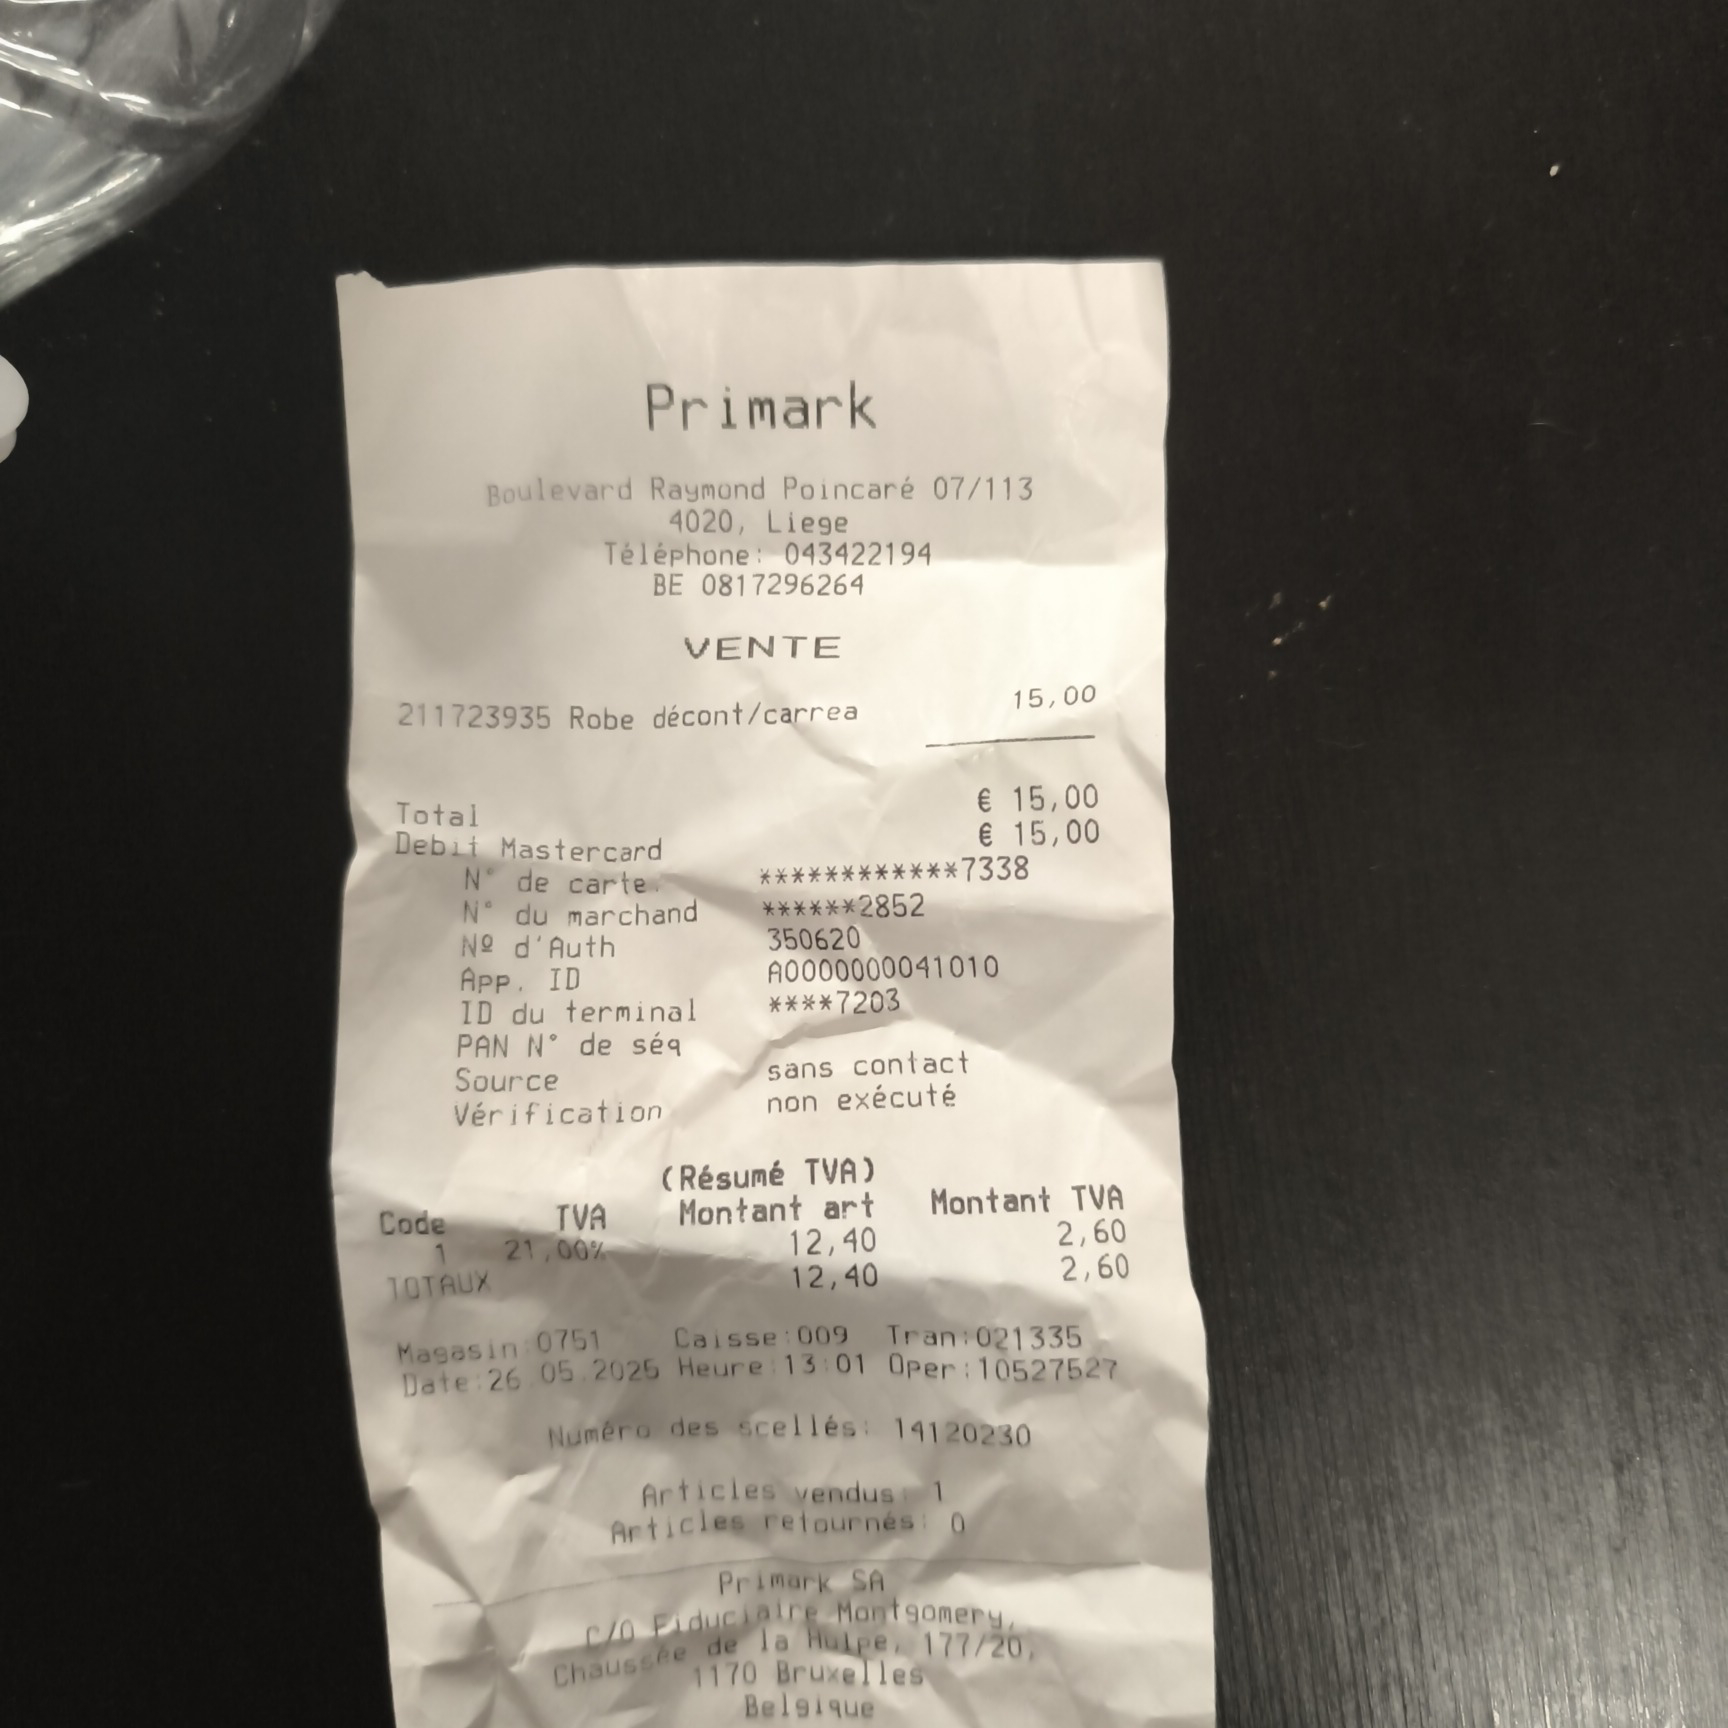 Primark
Boulevard Raymond Poincaré 07/113
4020, Liege
Téléphone: 043422194
BE 0817296264
VENTE
211723935 Robe décont/carrea 15,00
Total € 15,00
Debit Mastercard € 15,00
N° de carte. ************7338
N° du marchand ******2852
Nº d'Auth 350620
App. ID A0000000041010
ID du terminal ****7203
PAN N° de séq
Source sans contact
Vérification non exécuté
(Résumé TVA)
Code TVA Montant art Montant TVA
1 21,00% 12,40 2,60
TOTAUX 12,40 2,60
Magasin:0751 Caisse:009 Tran:021335
Date:26.05.2025 Heure:13:01 Oper:10527527
Numéro des scellés: 14120230
Articles vendus: 1
Articles retournés: 0
Primark SA
C/O Fiduciaire Montgomery,
Chaussée de la Hulpe, 177/20,
1170 Bruxelles
Belgique